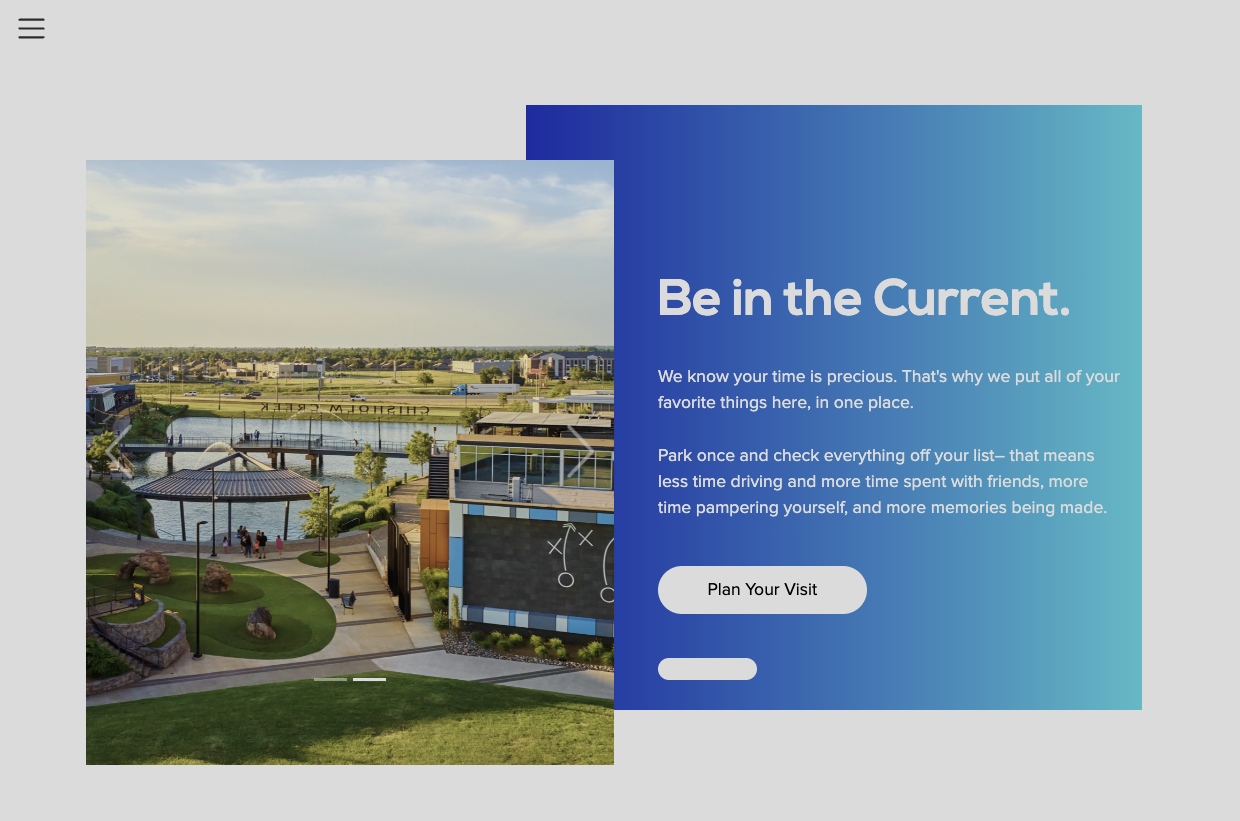 CHISHOLM CREEK
Be in the Current.
We know your time is precious. That's why we put all of your
favorite things here, in one place.
Park once and check everything off your list– that means
less time driving and more time spent with friends, more
time pampering yourself, and more memories being made.
Plan Your Visit